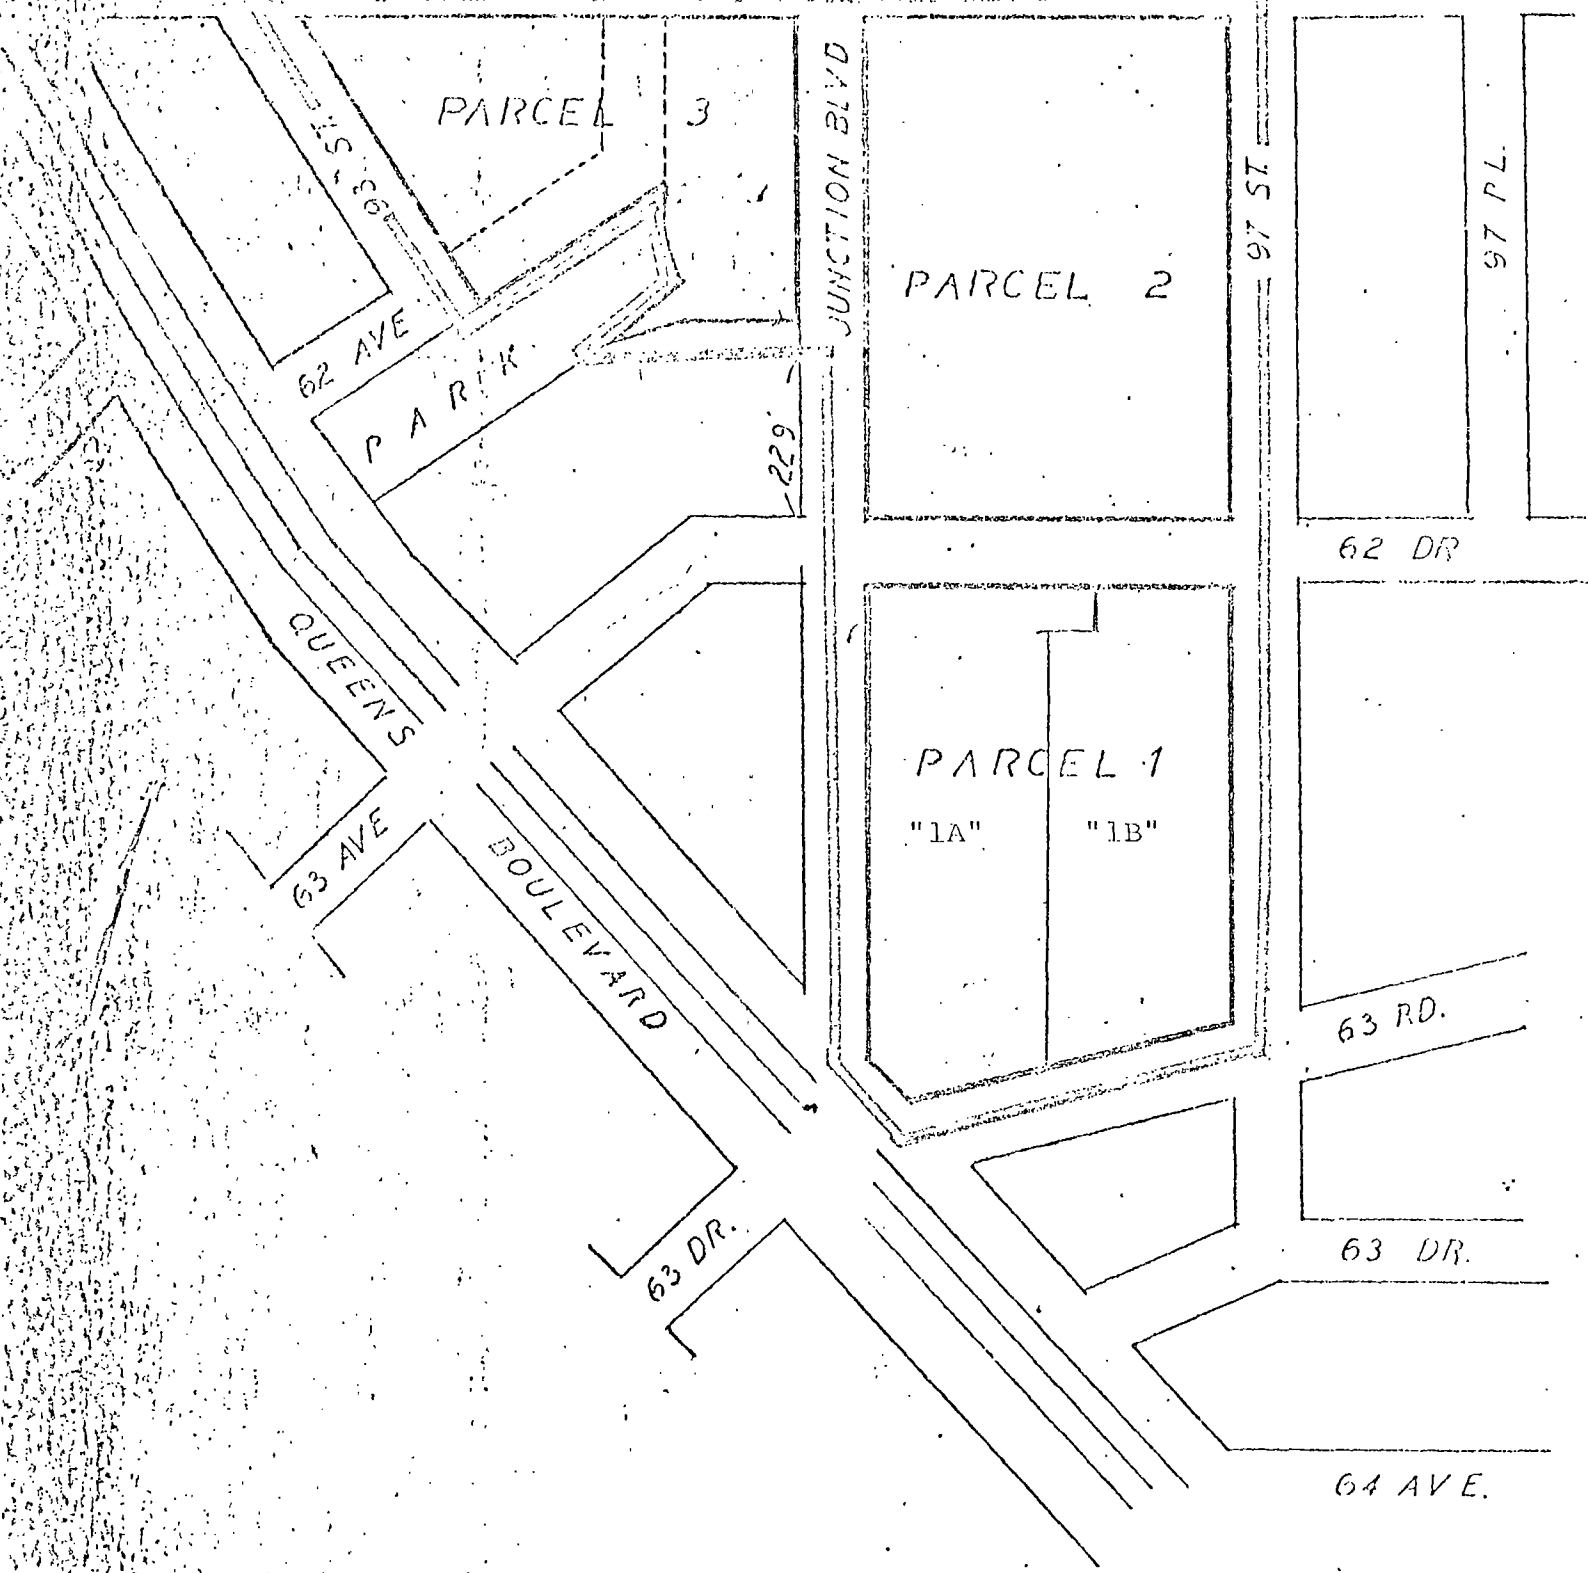 PARCEL 3
93 ST.
JUNCTION BLVD
97 ST
97 PL.
PARCEL 2
62 AVE
PARK
229'
62 DR
QUEENS
PARCEL 1
"1A" "1B"
63 AVE
BOULEVARD
63 RD.
63 DR.
63 DR.
64 AVE.